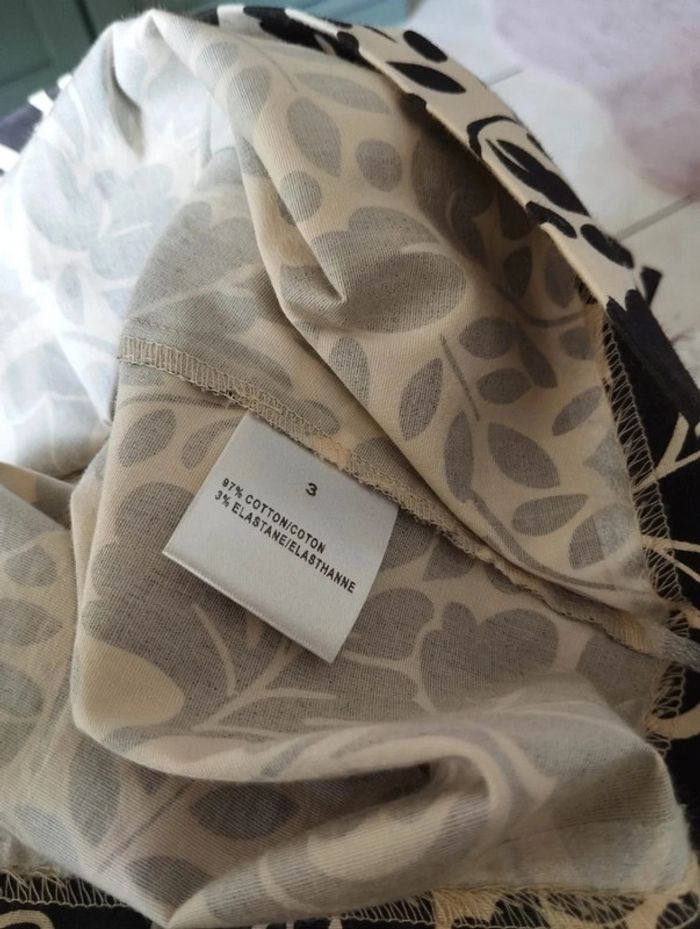 3
97% COTTON/COTON
3% ELASTANE/ELASTHANNE